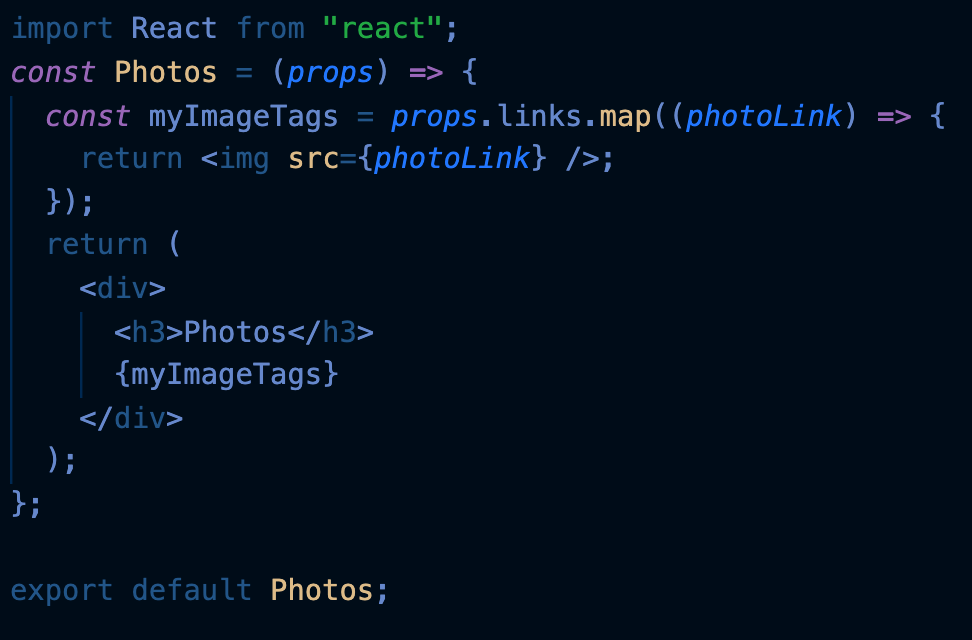 import React from "react";
const Photos = (props) => {
  const myImageTags = props.links.map((photoLink) => {
    return <img src={photoLink} />;
  });
  return (
    <div>
      <h3>Photos</h3>
      {myImageTags}
    </div>
  );
};

export default Photos;